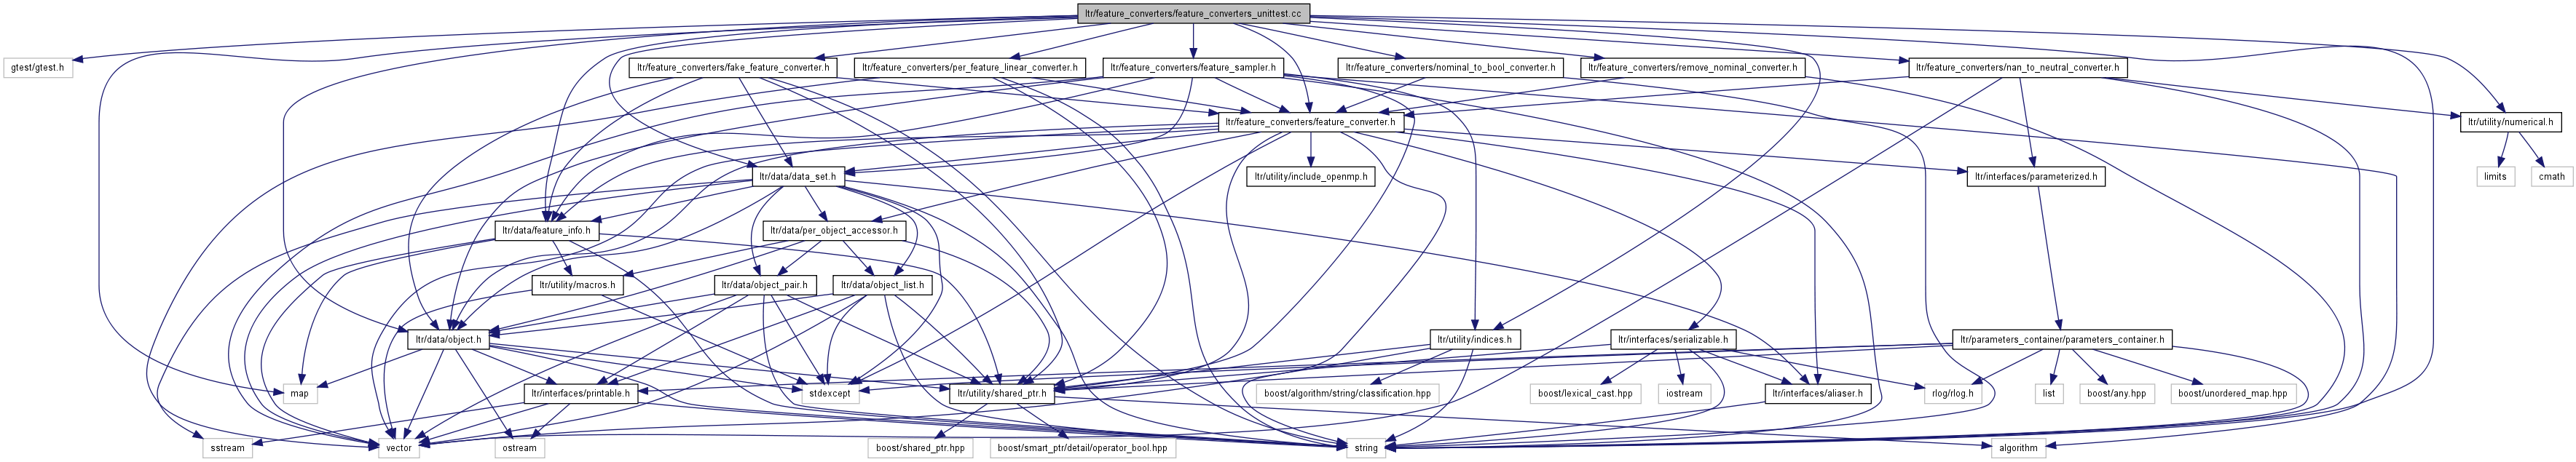 ltr/feature_converters/feature_converters_unittest.cc
gtest/gtest.h
ltr/feature_converters/fake_feature_converter.h
ltr/feature_converters/per_feature_linear_converter.h
ltr/feature_converters/feature_sampler.h
ltr/feature_converters/nominal_to_bool_converter.h
ltr/feature_converters/remove_nominal_converter.h
ltr/feature_converters/nan_to_neutral_converter.h
ltr/feature_converters/feature_converter.h
ltr/utility/numerical.h
ltr/data/data_set.h
ltr/utility/include_openmp.h
ltr/interfaces/parameterized.h
limits
cmath
ltr/data/feature_info.h
ltr/data/per_object_accessor.h
ltr/utility/macros.h
ltr/data/object_pair.h
ltr/data/object_list.h
ltr/data/object.h
ltr/utility/indices.h
ltr/interfaces/serializable.h
ltr/parameters_container/parameters_container.h
map
ltr/interfaces/printable.h
stdexcept
ltr/utility/shared_ptr.h
boost/algorithm/string/classification.hpp
boost/lexical_cast.hpp
iostream
ltr/interfaces/aliaser.h
rlog/rlog.h
list
boost/any.hpp
boost/unordered_map.hpp
sstream
vector
ostream
boost/shared_ptr.hpp
boost/smart_ptr/detail/operator_bool.hpp
string
algorithm